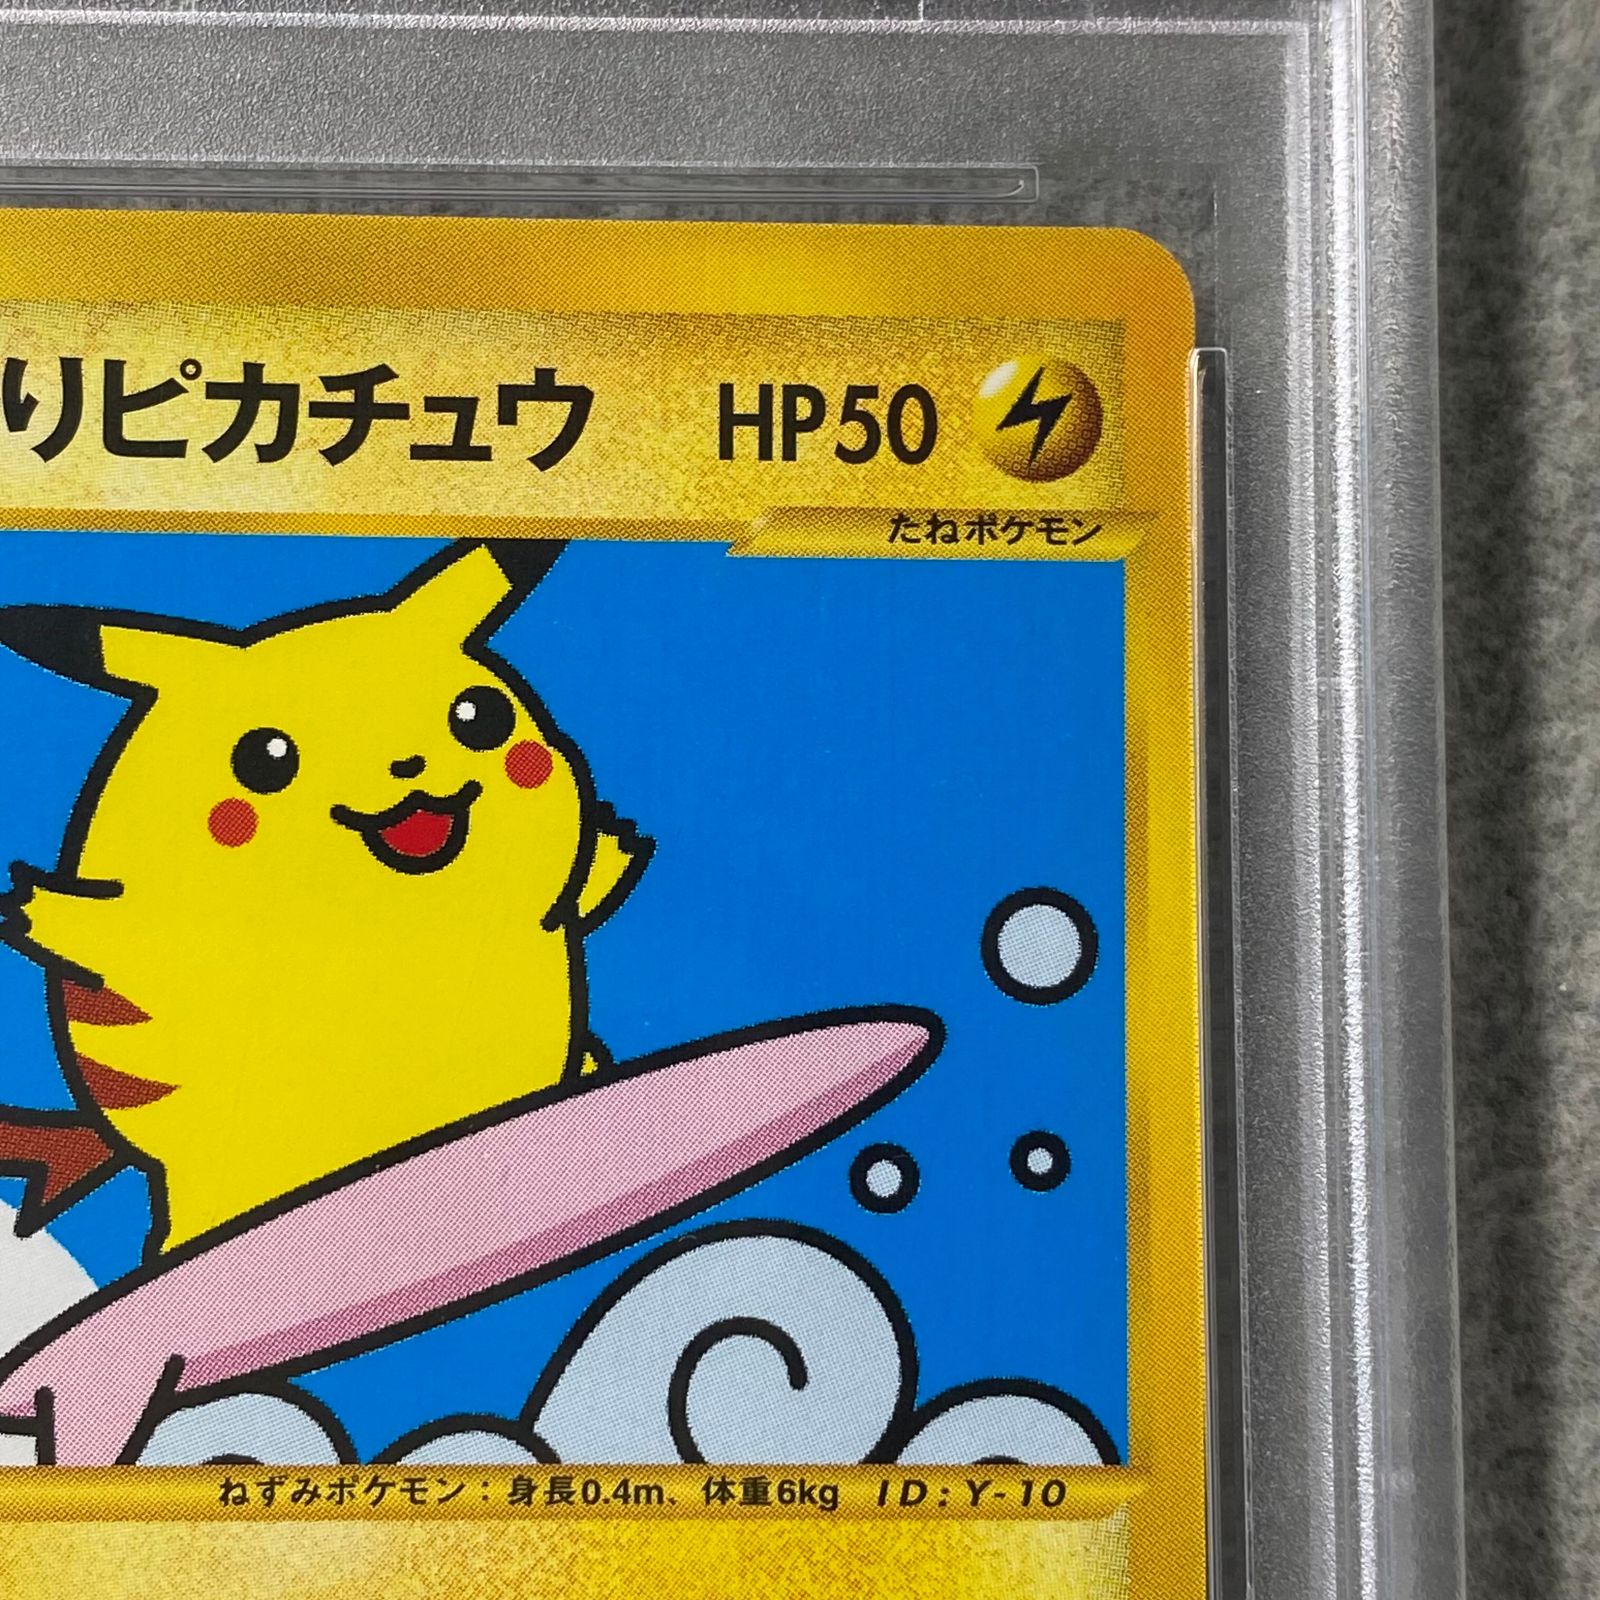 りピカチュウ HP50
たねポケモン
ねずみポケモン：身長0.4m、体重6kg ID:Y-10